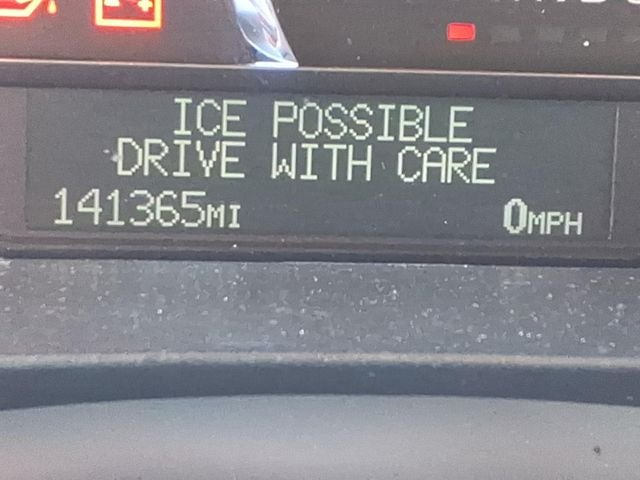 ICE POSSIBLE
DRIVE WITH CARE
141365MI 0MPH